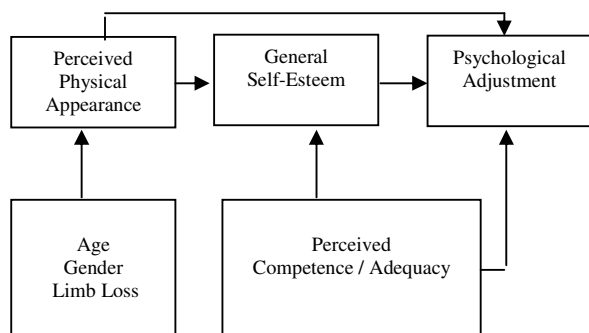 Perceived
Physical
Appearance
General
Self-Esteem
Psychological
Adjustment
Age
Gender
Limb Loss
Perceived
Competence / Adequacy